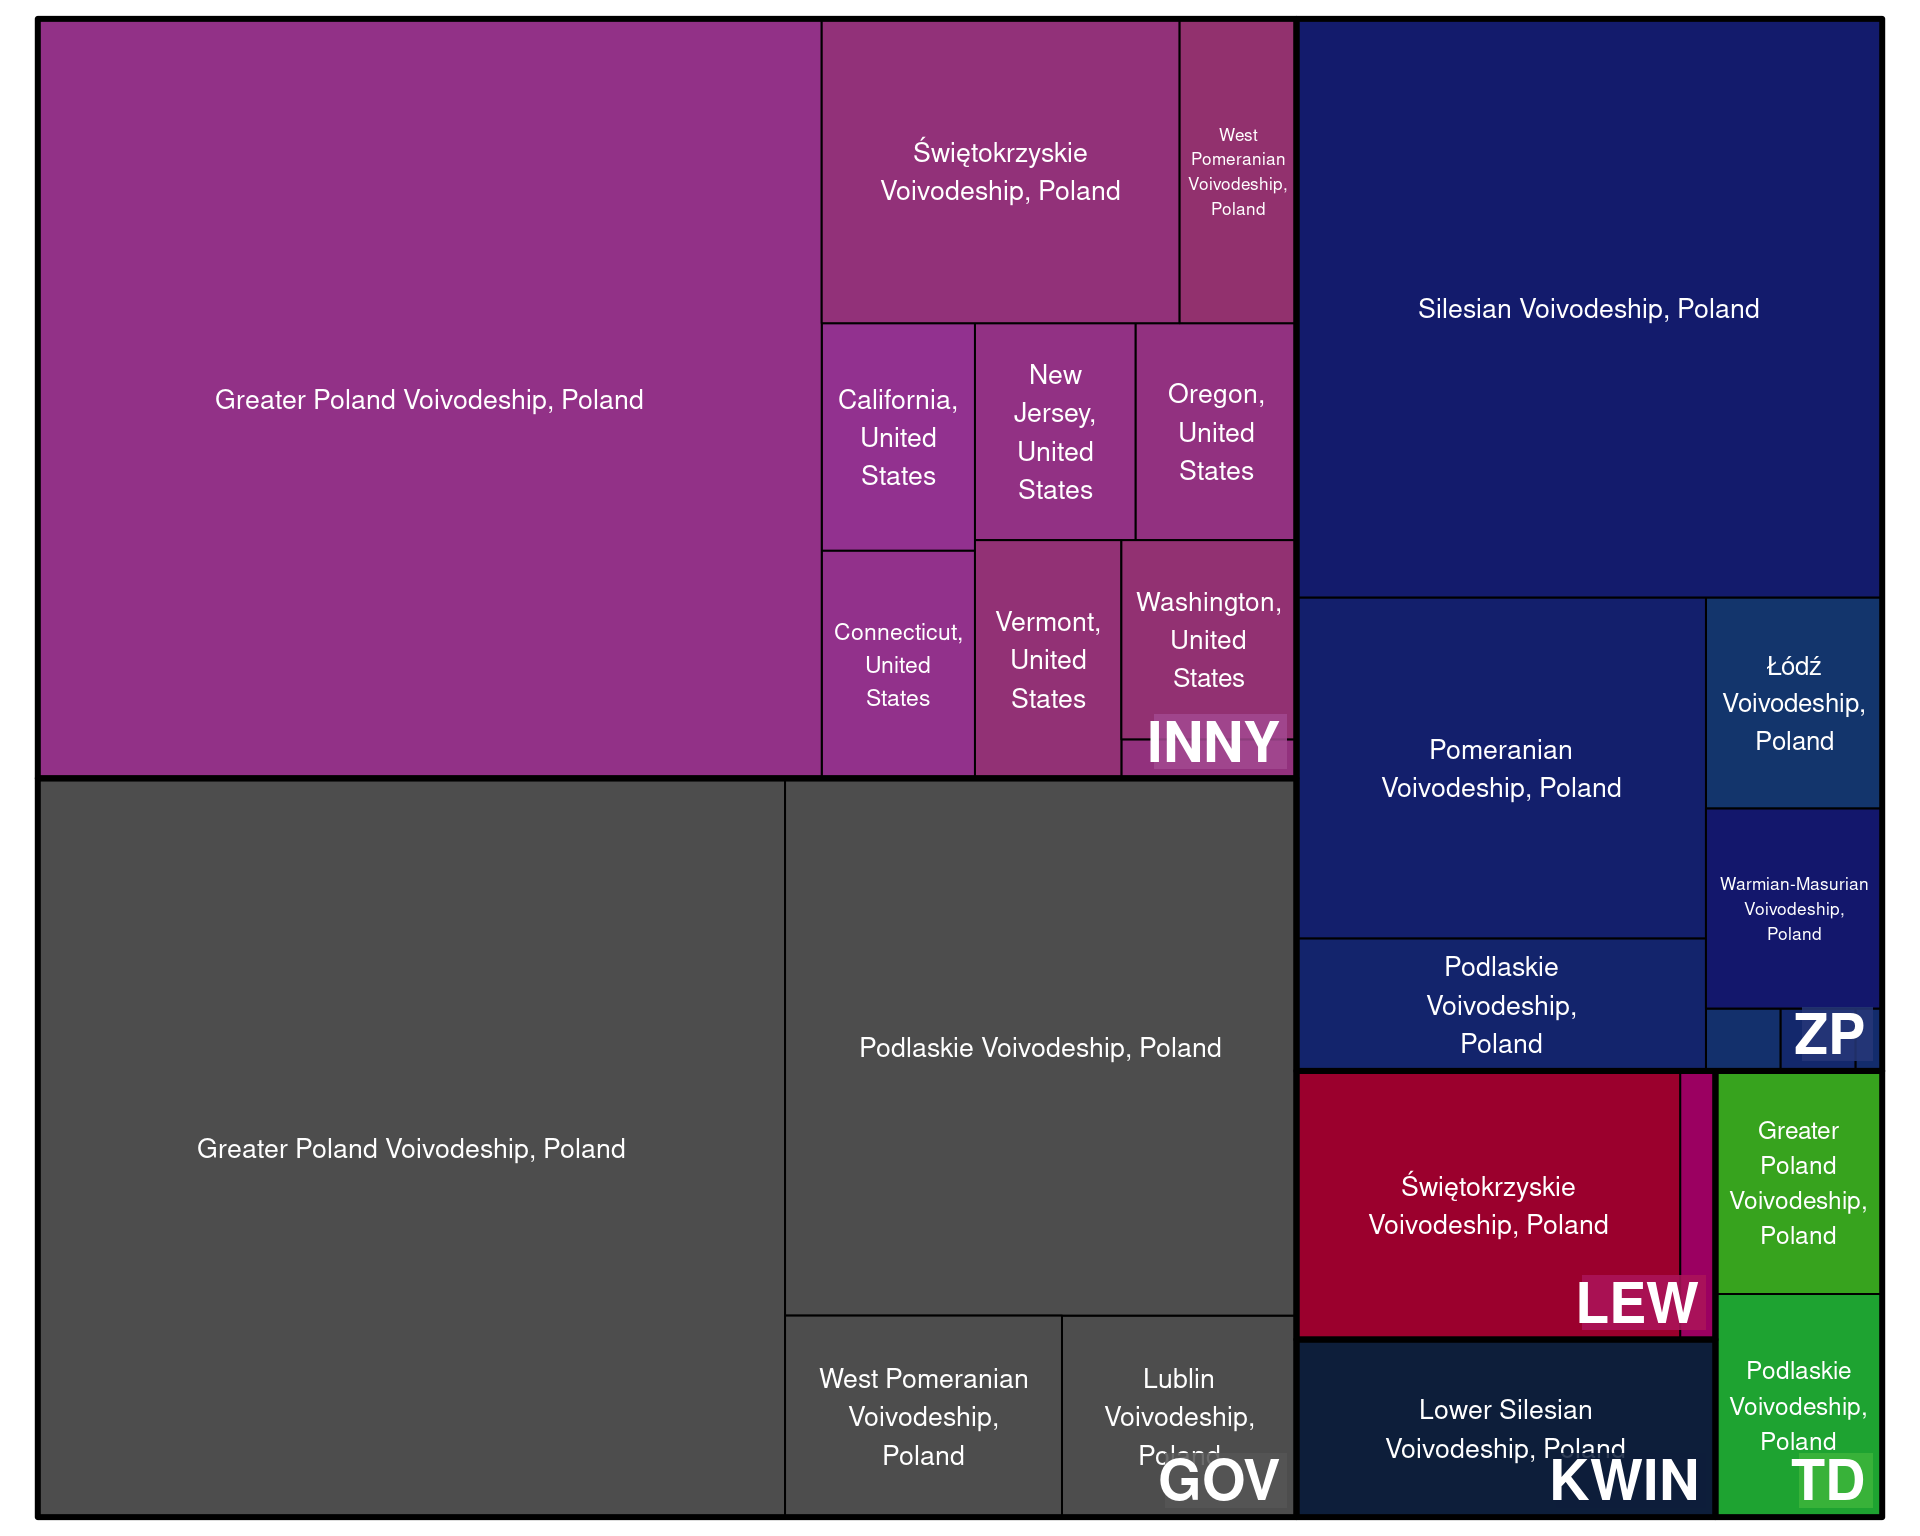 Greater Poland Voivodeship, Poland
Świętokrzyskie
Voivodeship, Poland
West
Pomeranian
Voivodeship,
Poland
California,
United
States
New
Jersey,
United
States
Oregon,
United
States
Connecticut,
United
States
Vermont,
United
States
Washington,
United
States
INNY
Greater Poland Voivodeship, Poland
Podlaskie Voivodeship, Poland
West Pomeranian
Voivodeship,
Poland
Lublin
Voivodeship,
Poland
GOV
Silesian Voivodeship, Poland
Pomeranian
Voivodeship, Poland
Łódź
Voivodeship,
Poland
Warmian-Masurian
Voivodeship,
Poland
Podlaskie
Voivodeship,
Poland
ZP
Świętokrzyskie
Voivodeship, Poland
LEW
Lower Silesian
Voivodeship, Poland
KWIN
Greater
Poland
Voivodeship,
Poland
Podlaskie
Voivodeship,
Poland
TD